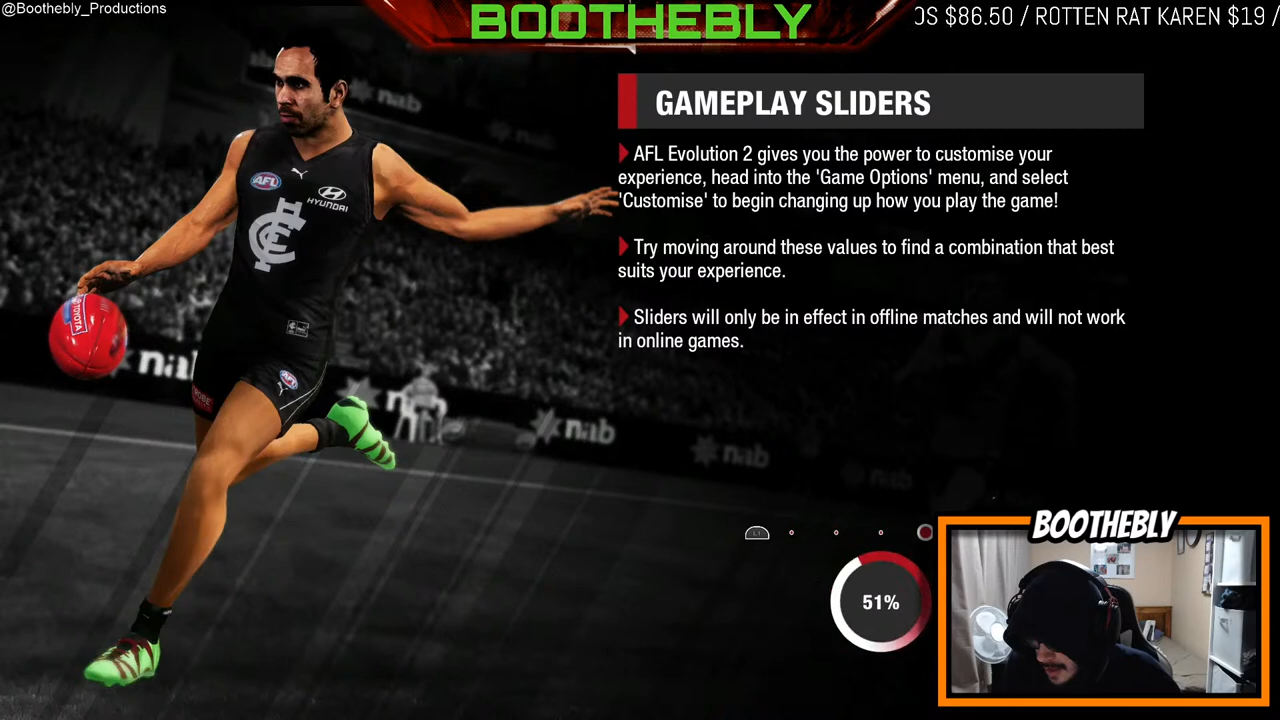 @Boothebly_Productions
BOOTHEBLY
OS $86.50 / ROTTEN RAT KAREN $19 /
GAMEPLAY SLIDERS
AFL Evolution 2 gives you the power to customise your
experience, head into the 'Game Options' menu, and select
'Customise' to begin changing up how you play the game!
Try moving around these values to find a combination that best
suits your experience.
Sliders will only be in effect in offline matches and will not work
in online games.
nab
AFL
HYUNDAI
TOYOTA
nab
nab
nab
nab
L1
51%
BOOTHEBLY